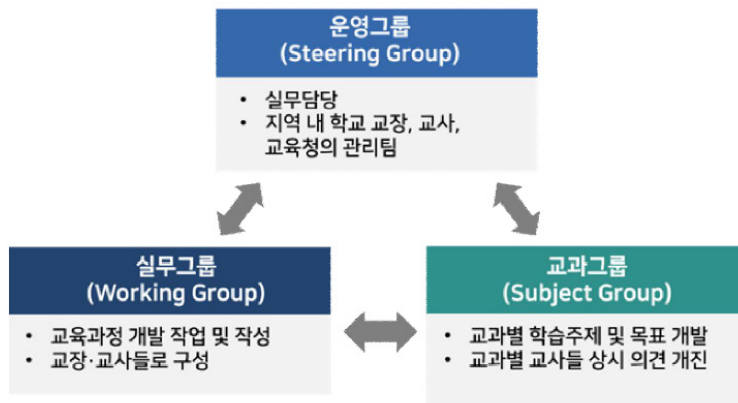 운영그룹
(Steering Group)
• 실무담당
• 지역 내 학교 교장, 교사,
교육청의 관리팀
실무그룹
(Working Group)
• 교육과정 개발 작업 및 작성
• 교장·교사들로 구성
교과그룹
(Subject Group)
• 교과별 학습주제 및 목표 개발
• 교과별 교사들 상시 의견 개진